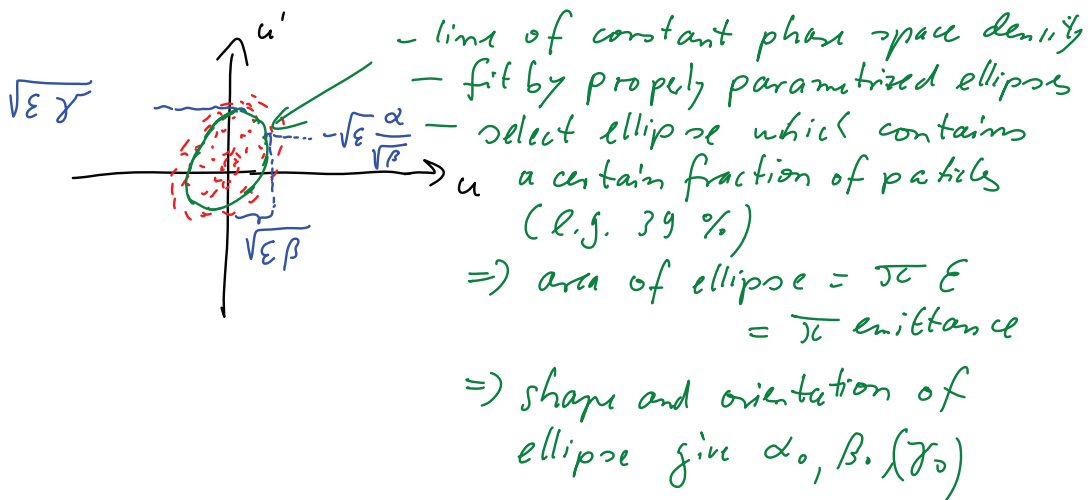 u'
- line of constant phase space density
- fit by properly parametrized ellipses
- select ellipse which contains
a certain fraction of particles
(e.g. 39 %)
=> area of ellipse = π ε
= π emittance
=> shape and orientation of
ellipse give α₀, β₀, (γ₀)
√(ε γ)
-√ε α/√β
u
√(ε β)